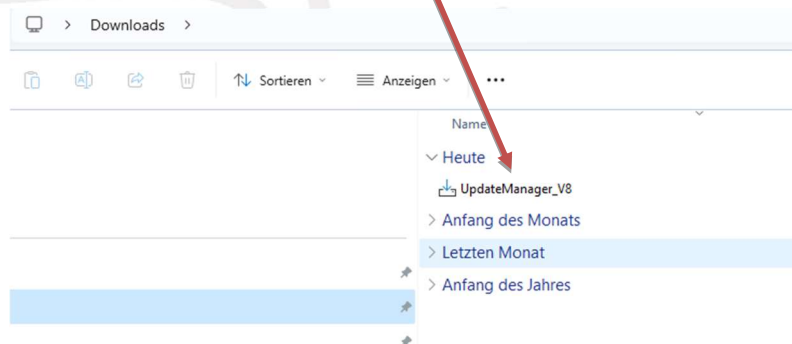 > Downloads >
Sortieren Anzeigen ...
Name
Heute
UpdateManager_V8
Anfang des Monats
Letzten Monat
Anfang des Jahres